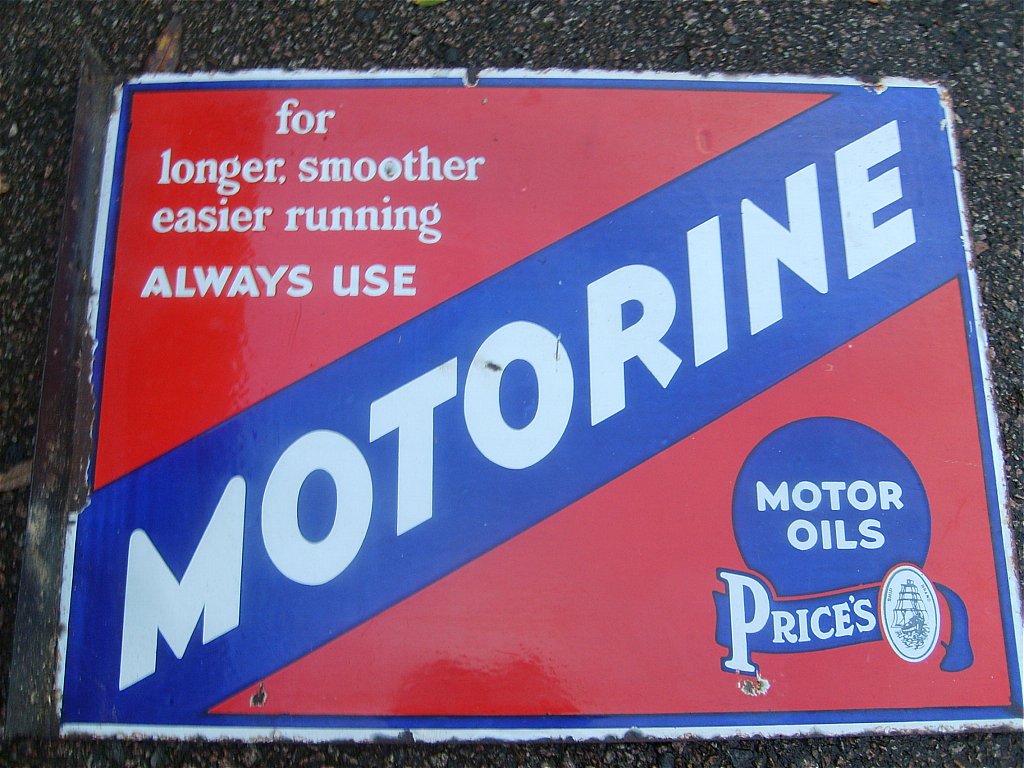 for
longer, smoother
easier running
ALWAYS USE
MOTORINE
MOTOR
OILS
PRICE'S